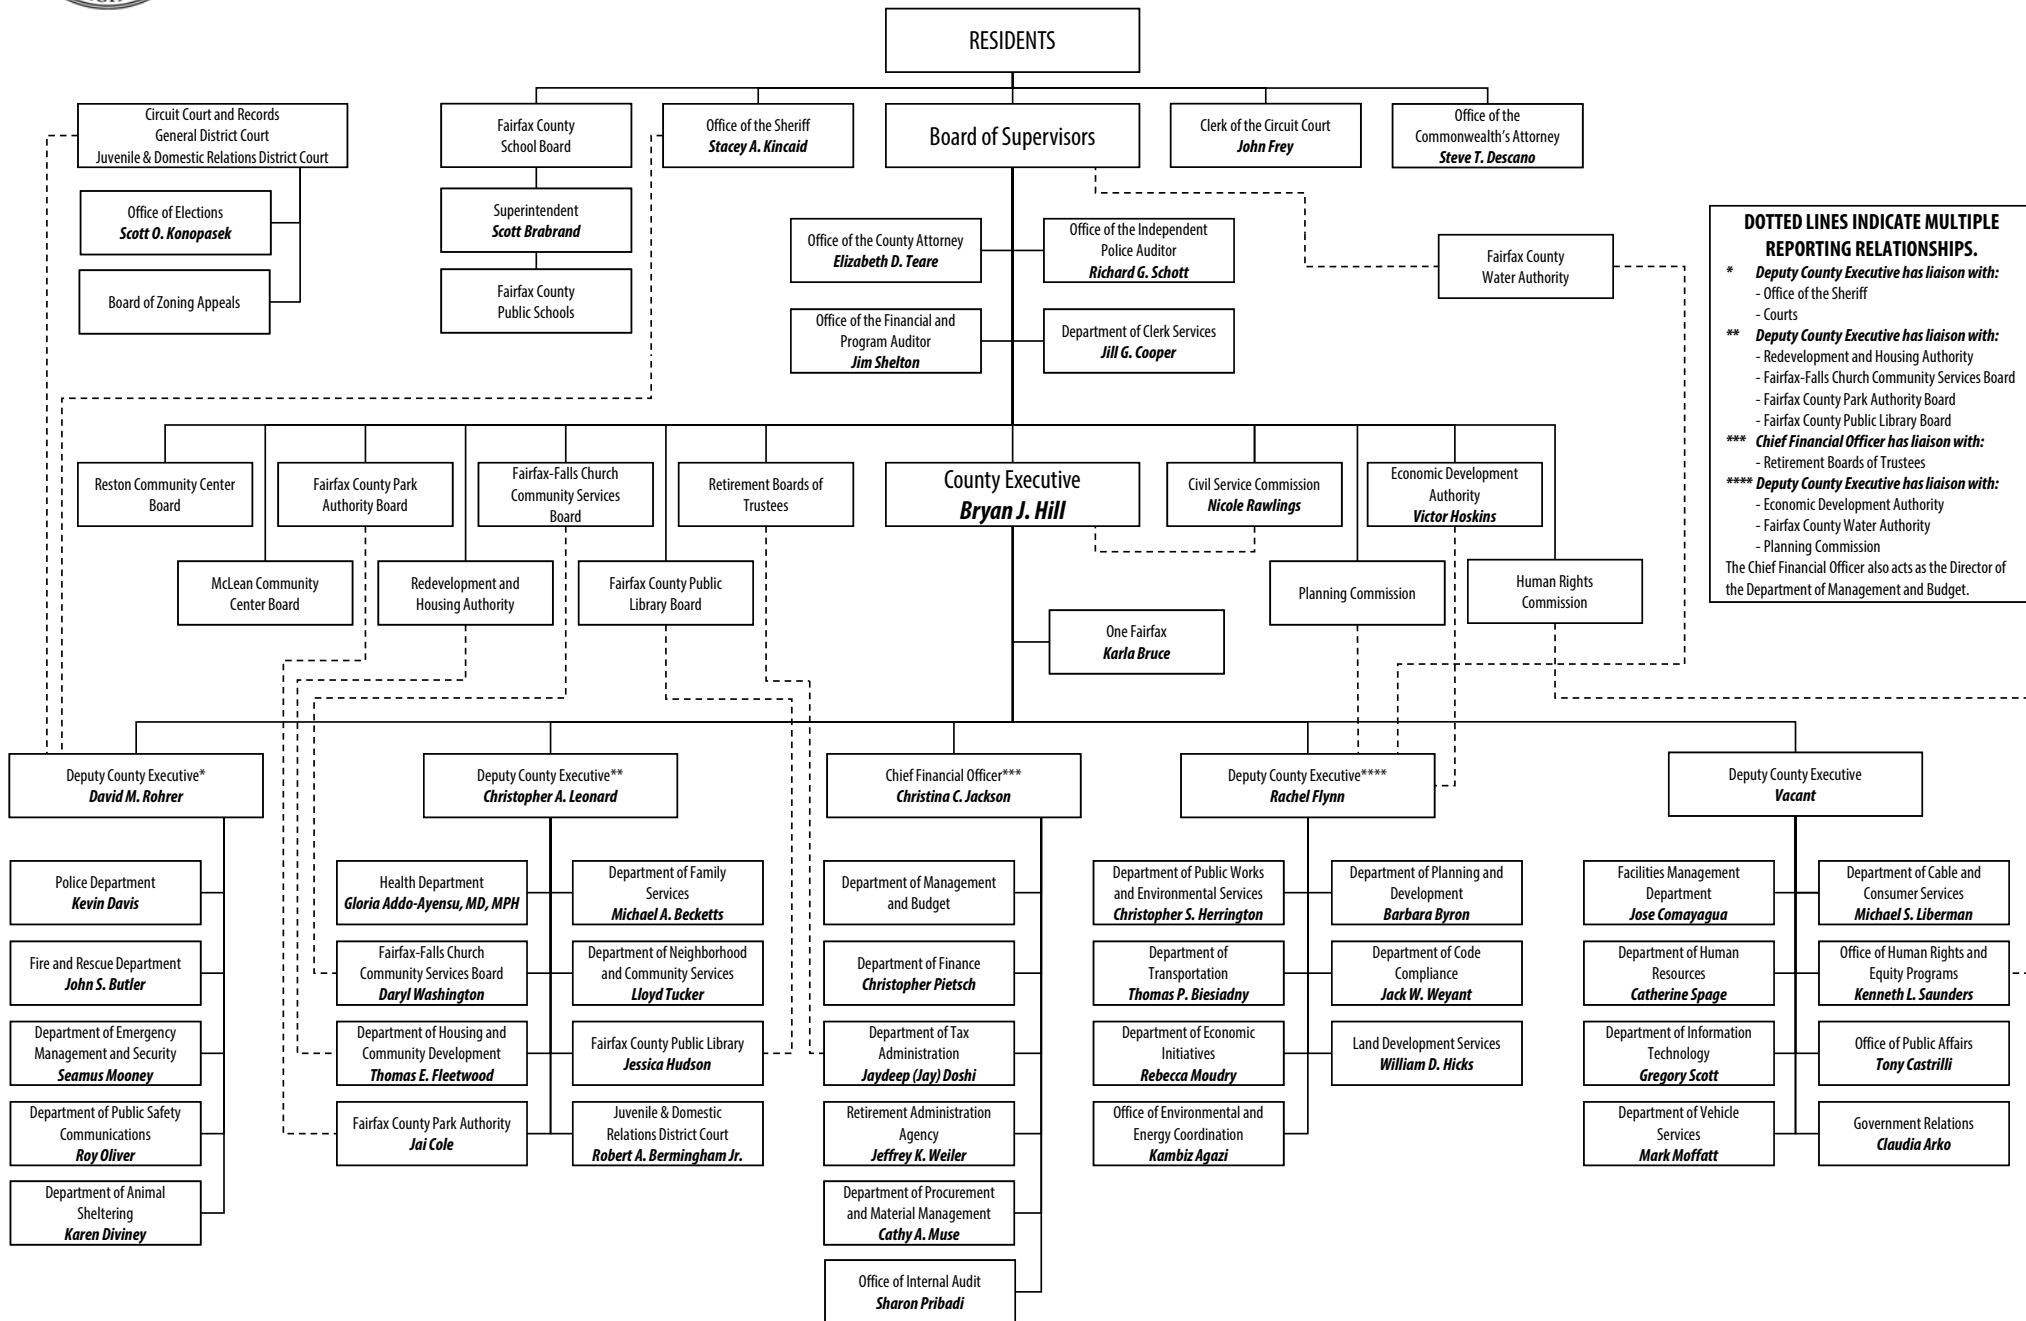 RESIDENTS
Circuit Court and Records
General District Court
Juvenile & Domestic Relations District Court
Fairfax County
School Board
Office of the Sheriff
Stacey A. Kincaid
Board of Supervisors
Clerk of the Circuit Court
John Frey
Office of the
Commonwealth's Attorney
Steve T. Descano
Office of Elections
Scott O. Konopasek
Board of Zoning Appeals
Superintendent
Scott Brabrand
Fairfax County
Public Schools
Office of the County Attorney
Elizabeth D. Teare
Office of the Independent
Police Auditor
Richard G. Schott
Office of the Financial and
Program Auditor
Jim Shelton
Department of Clerk Services
Jill G. Cooper
Fairfax County
Water Authority
DOTTED LINES INDICATE MULTIPLE
REPORTING RELATIONSHIPS.
* Deputy County Executive has liaison with:
- Office of the Sheriff
- Courts
** Deputy County Executive has liaison with:
- Redevelopment and Housing Authority
- Fairfax-Falls Church Community Services Board
- Fairfax County Park Authority Board
- Fairfax County Public Library Board
*** Chief Financial Officer has liaison with:
- Retirement Boards of Trustees
**** Deputy County Executive has liaison with:
- Economic Development Authority
- Fairfax County Water Authority
- Planning Commission
The Chief Financial Officer also acts as the Director of
the Department of Management and Budget.
Reston Community Center
Board
Fairfax County Park
Authority Board
Fairfax-Falls Church
Community Services
Board
Retirement Boards of
Trustees
County Executive
Bryan J. Hill
Civil Service Commission
Nicole Rawlings
Economic Development
Authority
Victor Hoskins
McLean Community
Center Board
Redevelopment and
Housing Authority
Fairfax County Public
Library Board
Planning Commission
Human Rights
Commission
One Fairfax
Karla Bruce
Deputy County Executive*
David M. Rohrer
Deputy County Executive**
Christopher A. Leonard
Chief Financial Officer***
Christina C. Jackson
Deputy County Executive****
Rachel Flynn
Deputy County Executive
Vacant
Police Department
Kevin Davis
Fire and Rescue Department
John S. Butler
Department of Emergency
Management and Security
Seamus Mooney
Department of Public Safety
Communications
Roy Oliver
Department of Animal
Sheltering
Karen Diviney
Health Department
Gloria Addo-Ayensu, MD, MPH
Department of Family
Services
Michael A. Becketts
Fairfax-Falls Church
Community Services Board
Daryl Washington
Department of Neighborhood
and Community Services
Lloyd Tucker
Department of Housing and
Community Development
Thomas E. Fleetwood
Fairfax County Public Library
Jessica Hudson
Fairfax County Park Authority
Jai Cole
Juvenile & Domestic
Relations District Court
Robert A. Bermingham Jr.
Department of Management
and Budget
Department of Finance
Christopher Pietsch
Department of Tax
Administration
Jaydeep (Jay) Doshi
Retirement Administration
Agency
Jeffrey K. Weiler
Department of Procurement
and Material Management
Cathy A. Muse
Office of Internal Audit
Sharon Pribadi
Department of Public Works
and Environmental Services
Christopher S. Herrington
Department of Planning and
Development
Barbara Byron
Department of
Transportation
Thomas P. Biesiadny
Department of Code
Compliance
Jack W. Weyant
Department of Economic
Initiatives
Rebecca Moudry
Land Development Services
William D. Hicks
Office of Environmental and
Energy Coordination
Kambiz Agazi
Facilities Management
Department
Jose Comayagua
Department of Cable and
Consumer Services
Michael S. Liberman
Department of Human
Resources
Catherine Spage
Office of Human Rights and
Equity Programs
Kenneth L. Saunders
Department of Information
Technology
Gregory Scott
Office of Public Affairs
Tony Castrilli
Department of Vehicle
Services
Mark Moffatt
Government Relations
Claudia Arko